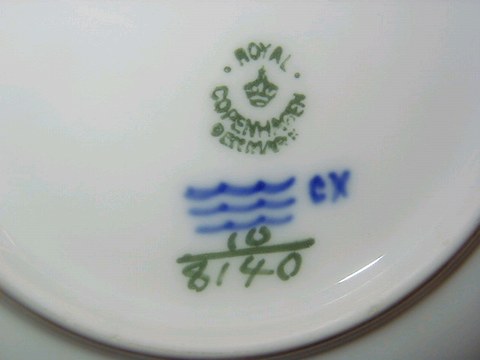 ROYAL
COPENHAGEN
DENMARK
CX
10
8140